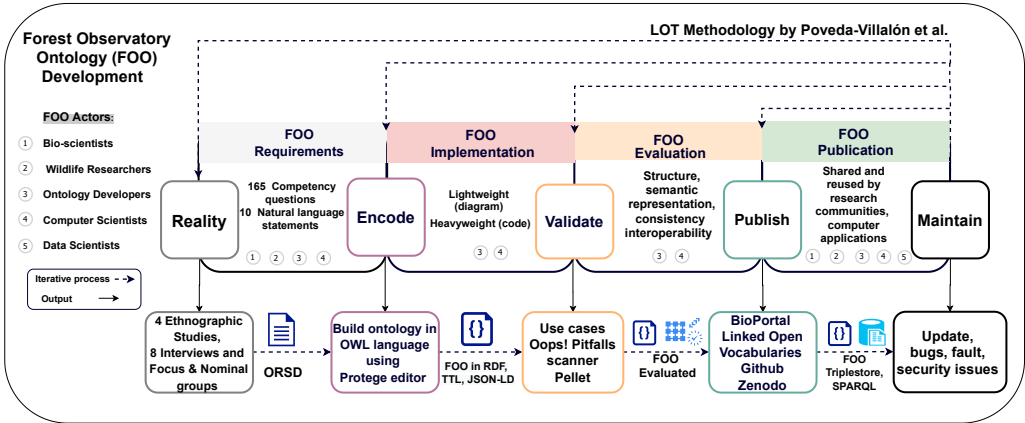 Forest Observatory
Ontology (FOO)
Development
LOT Methodology by Poveda-Villalón et al.
FOO Actors:
1 Bio-scientists
2 Wildlife Researchers
3 Ontology Developers
4 Computer Scientists
5 Data Scientists
Iterative process
Output
FOO
Requirements
FOO
Implementation
FOO
Evaluation
FOO
Publication
Reality
165 Competency
questions
10 Natural language
statements
1 2 3 4
Encode
Lightweight
(diagram)
Heavyweight (code)
3 4
Validate
Structure,
semantic
representation,
consistency
interoperability
3 4
Publish
Shared and
reused by
research
communities,
computer
applications
1 2 3 4 5
Maintain
4 Ethnographic
Studies,
8 Interviews and
Focus & Nominal
groups
ORSD
Build ontology in
OWL language
using
Protege editor
{}
FOO in RDF,
TTL, JSON-LD
Use cases
Oops! Pitfalls
scanner
Pellet
{}
FOO
Evaluated
BioPortal
Linked Open
Vocabularies
Github
Zenodo
{}
FOO
Triplestore,
SPARQL
Update,
bugs, fault,
security issues